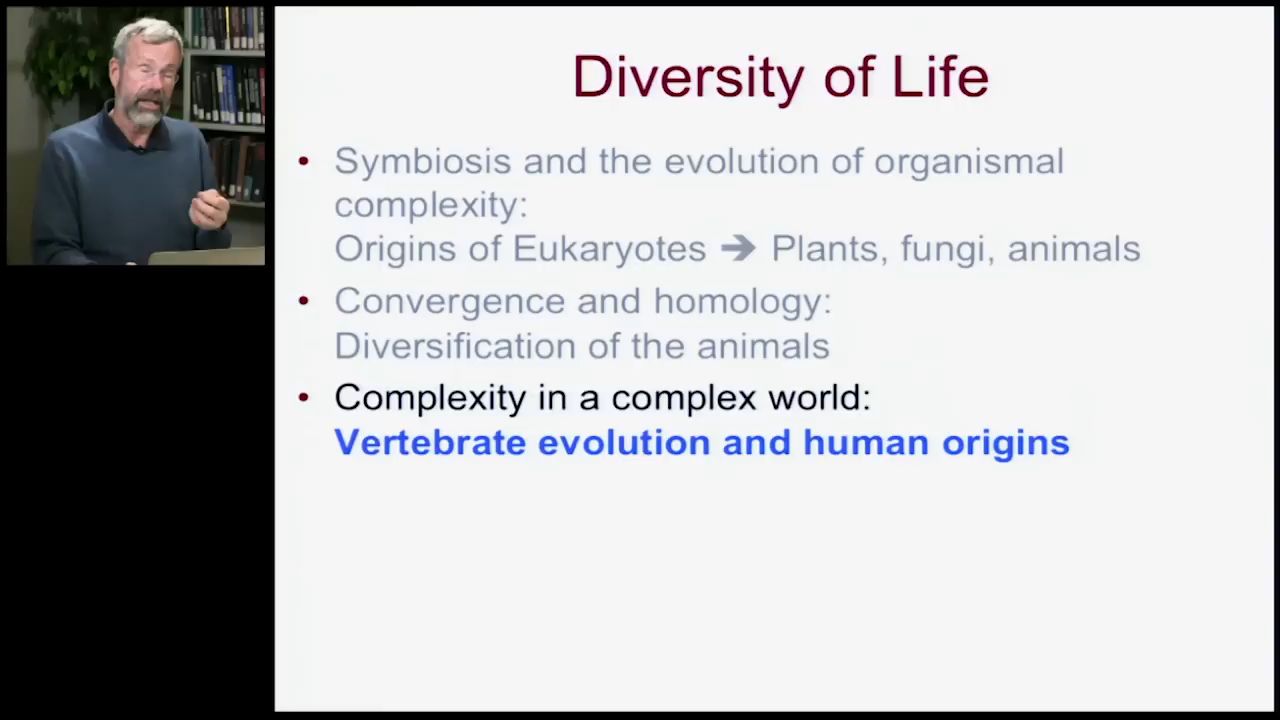 Diversity of Life
• Symbiosis and the evolution of organismal
complexity:
Origins of Eukaryotes ➔ Plants, fungi, animals
• Convergence and homology:
Diversification of the animals
• Complexity in a complex world:
Vertebrate evolution and human origins